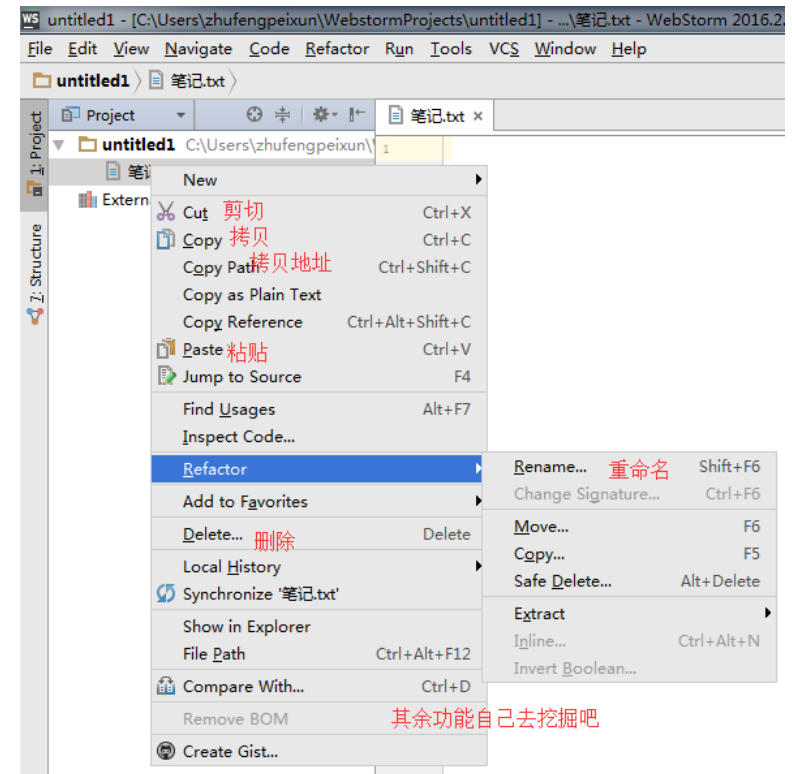 WS untitled1 - [C:\Users\zhufengpeixun\WebstormProjects\untitled1] - ...\笔记.txt - WebStorm 2016.2.
File Edit View Navigate Code Refactor Run Tools VCS Window Help
untitled1 笔记.txt
1: Project
7: Structure
Project 笔记.txt ×
untitled1 C:\Users\zhufengpeixun\ 1
笔记
Extern
New
Cut 剪切 Ctrl+X
Copy 拷贝 Ctrl+C
Copy Path 拷贝地址 Ctrl+Shift+C
Copy as Plain Text
Copy Reference Ctrl+Alt+Shift+C
Paste 粘贴 Ctrl+V
Jump to Source F4
Find Usages Alt+F7
Inspect Code...
Refactor
Add to Favorites
Delete... 删除 Delete
Local History
Synchronize '笔记.txt'
Show in Explorer
File Path Ctrl+Alt+F12
Compare With... Ctrl+D
Remove BOM 其余功能自己去挖掘吧
Create Gist...
Rename... 重命名 Shift+F6
Change Signature... Ctrl+F6
Move... F6
Copy... F5
Safe Delete... Alt+Delete
Extract
Inline... Ctrl+Alt+N
Invert Boolean...